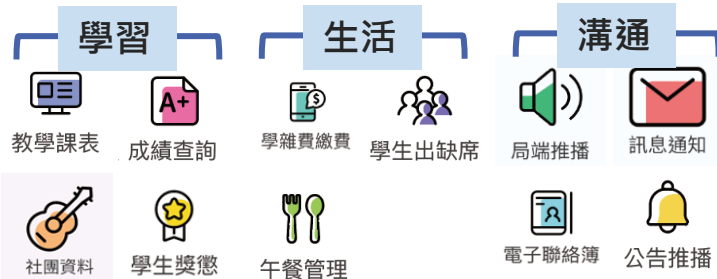 學習
生活
溝通
A+
$
教學課表
成績查詢
學雜費繳費
學生出缺席
局端推播
訊息通知
社團資料
學生獎懲
午餐管理
電子聯絡簿
公告推播